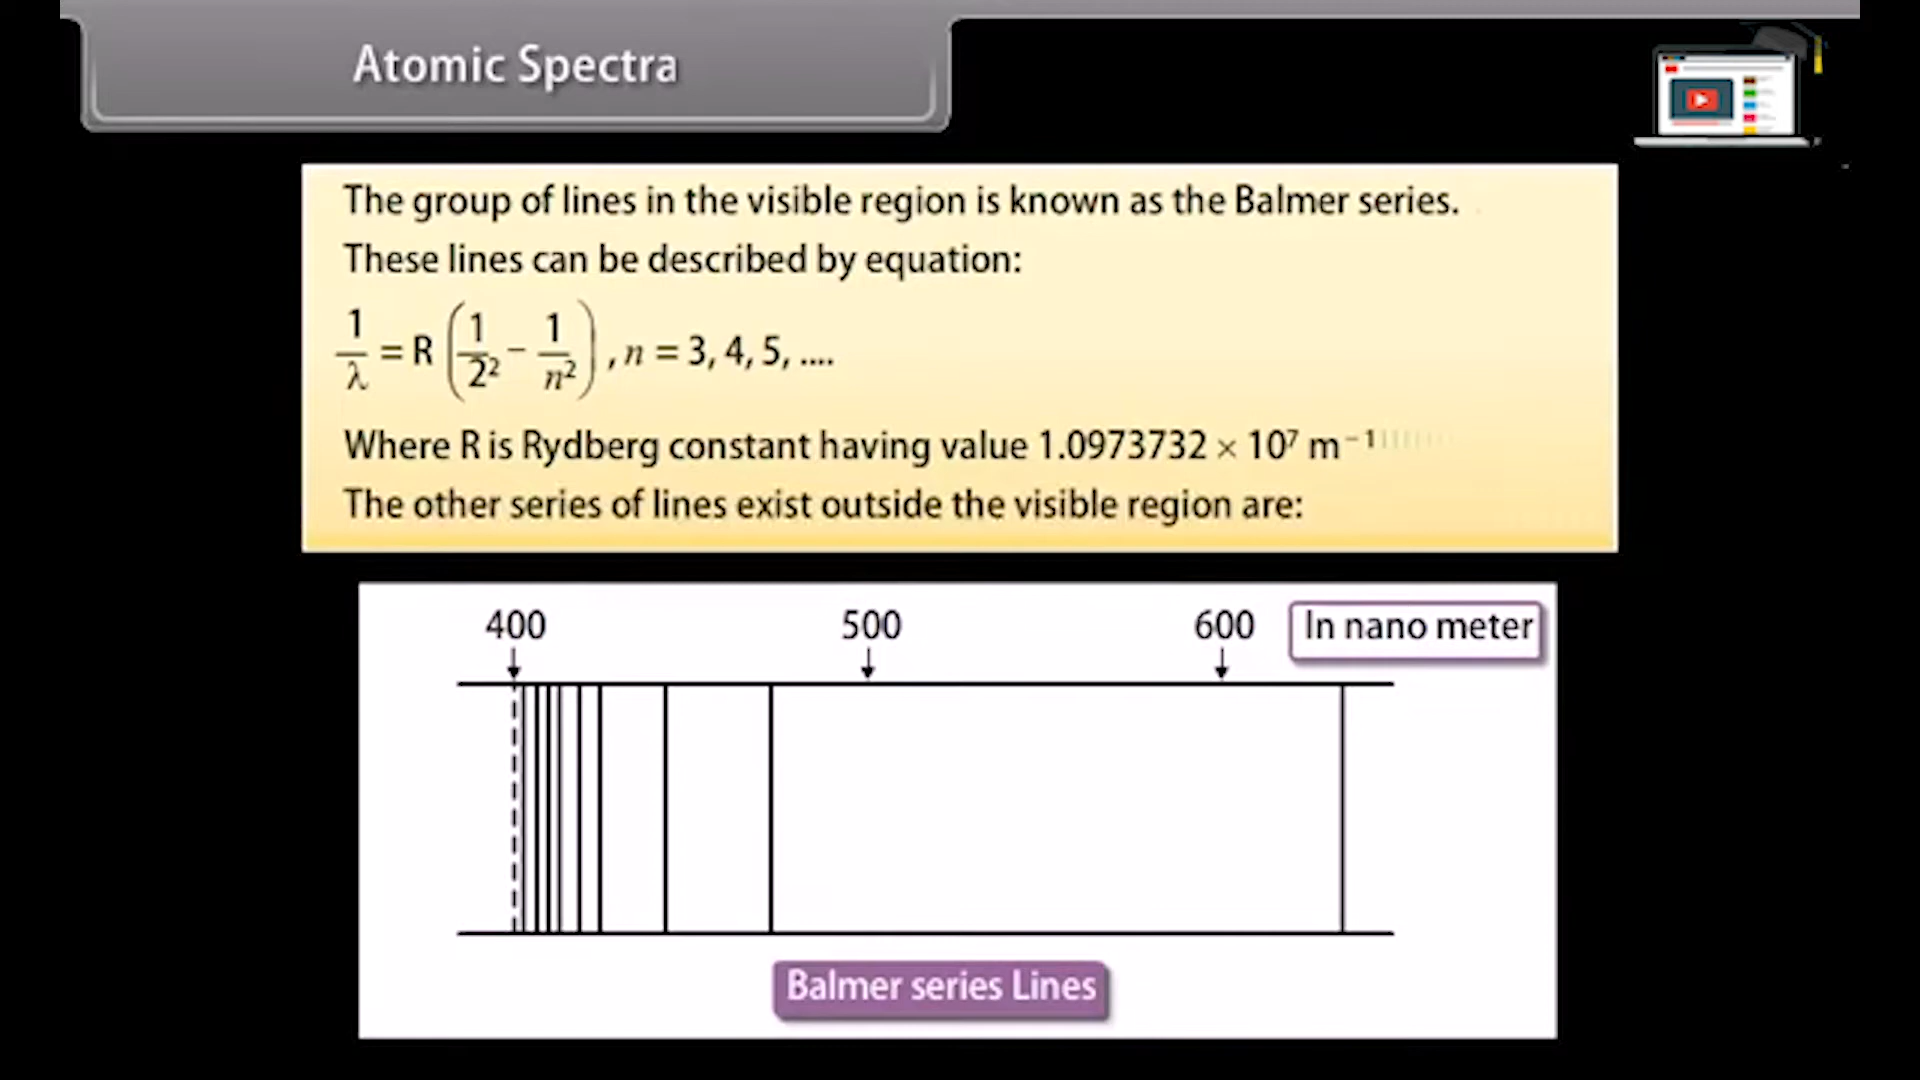 Atomic Spectra
The group of lines in the visible region is known as the Balmer series.
These lines can be described by equation:
1/λ = R (1/2² − 1/n²) , n = 3, 4, 5, ....
Where R is Rydberg constant having value 1.0973732 × 10⁷ m⁻¹
The other series of lines exist outside the visible region are:
400 500 600 In nano meter
Balmer series Lines